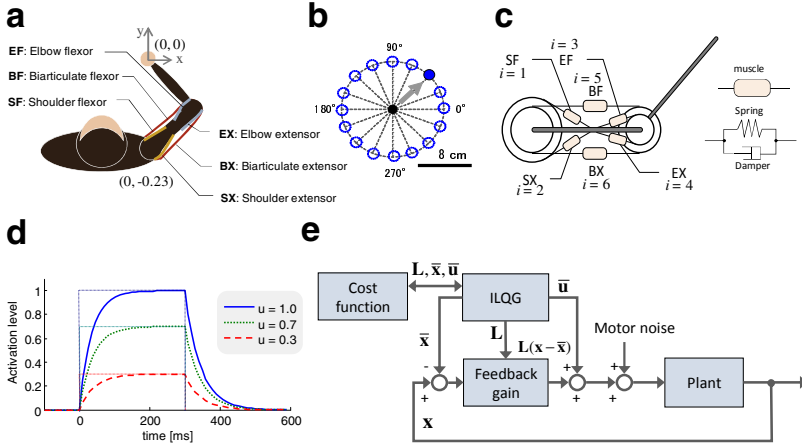 a
y
(0, 0)
x
EF: Elbow flexor
BF: Biarticulate flexor
SF: Shoulder flexor
EX: Elbow extensor
BX: Biarticulate extensor
SX: Shoulder extensor
(0, -0.23)
b
90°
180°
0°
270°
8 cm
c
SF
i = 1
i = 3
EF
i = 5
BF
SX
i = 2
BX
i = 6
EX
i = 4
muscle
Spring
Damper
d
Activation level
1
0.8
0.6
0.4
0.2
0
0
200
400
600
time [ms]
u = 1.0
u = 0.7
u = 0.3
e
Cost function
L, x̅, u̅
ILQG
u̅
x̅
L
L(x−x̅)
Motor noise
-
+
Feedback gain
+
+
+
+
Plant
x